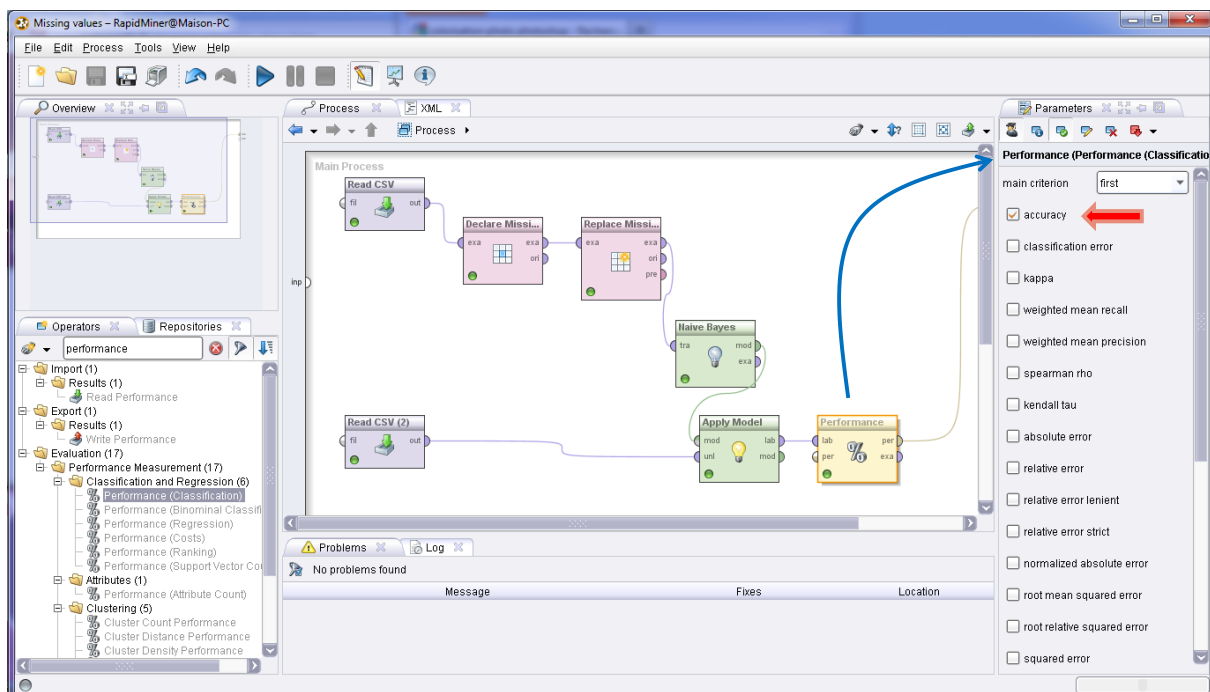 Missing values – RapidMiner@Maison-PC
File Edit Process Tools View Help
Overview
Process
XML
Parameters
Process
Performance (Performance (Classificatio
Main Process
Read CSV
fil out
Declare Missi...
exa exa
ori
Replace Missi...
exa exa
ori
pre
inp
Naive Bayes
tra mod
exa
Read CSV (2)
fil out
Apply Model
mod lab
unl mod
Performance
lab per
per exa
main criterion first
accuracy
classification error
kappa
weighted mean recall
weighted mean precision
spearman rho
kendall tau
absolute error
relative error
relative error lenient
relative error strict
normalized absolute error
root mean squared error
root relative squared error
squared error
Operators
Repositories
performance
Import (1)
Results (1)
Read Performance
Export (1)
Results (1)
Write Performance
Evaluation (17)
Performance Measurement (17)
Classification and Regression (6)
Performance (Classification)
Performance (Binominal Classifi
Performance (Regression)
Performance (Costs)
Performance (Ranking)
Performance (Support Vector Cou
Attributes (1)
Performance (Attribute Count)
Clustering (5)
Cluster Count Performance
Cluster Distance Performance
Cluster Density Performance
Problems
Log
No problems found
Message Fixes Location